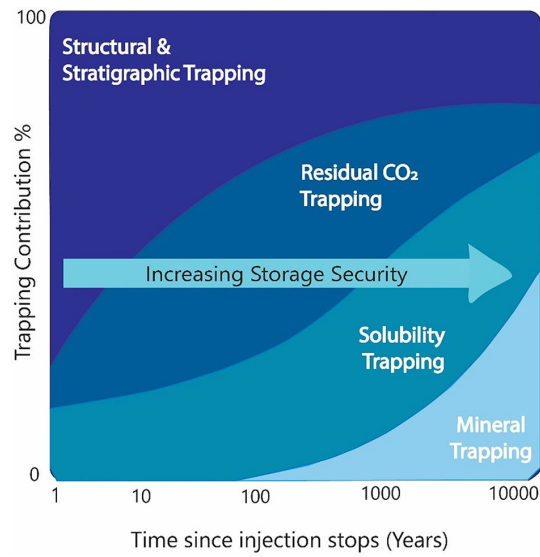 100
Structural &
Stratigraphic Trapping
Residual CO₂
Trapping
Trapping Contribution %
Increasing Storage Security
Solubility
Trapping
Mineral
Trapping
0
1 10 100 1000 10000
Time since injection stops (Years)